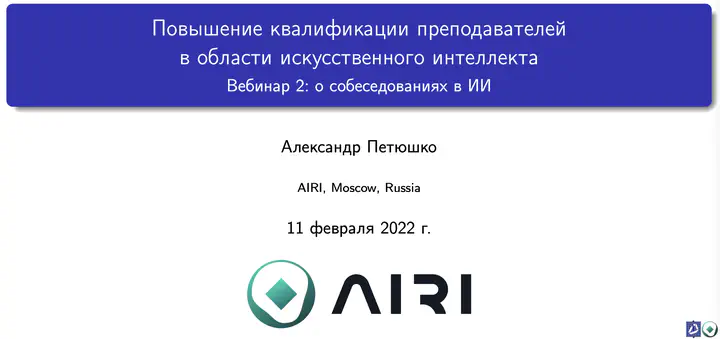 Повышение квалификации преподавателей
в области искусственного интеллекта
Вебинар 2: о собеседованиях в ИИ
Александр Петюшко
AIRI, Moscow, Russia
11 февраля 2022 г.
AIRI